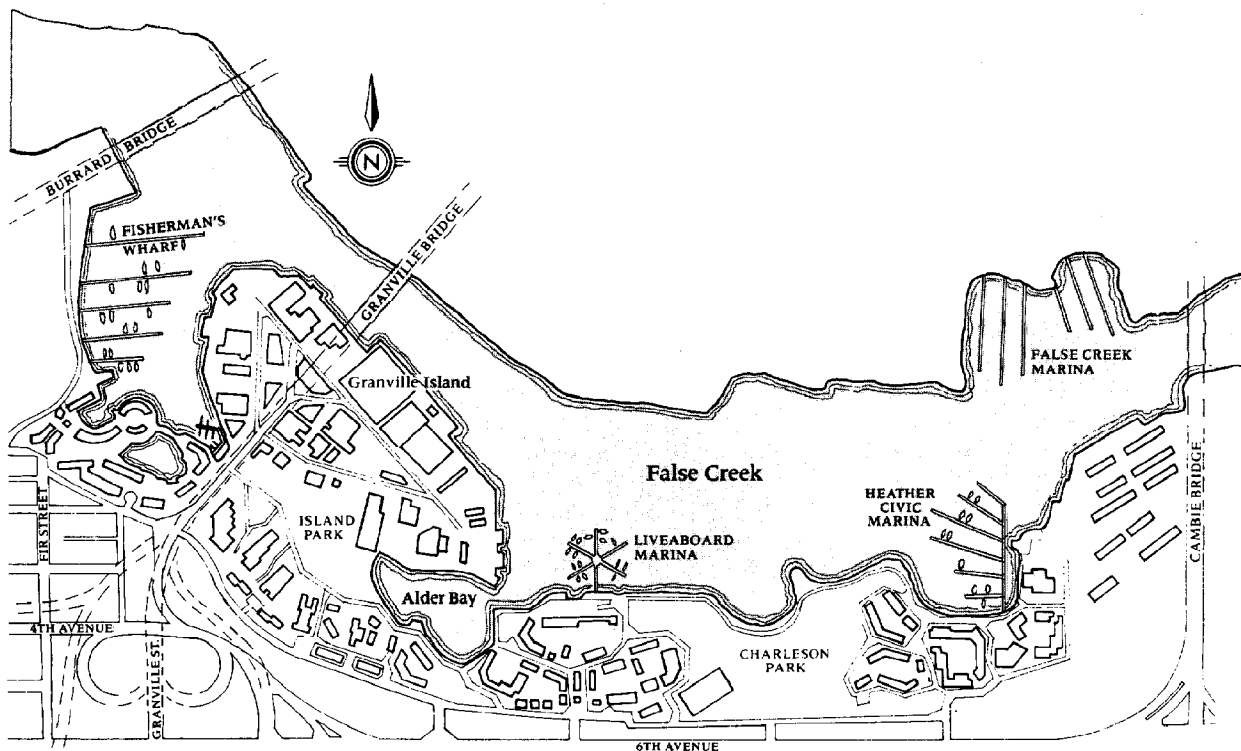 BURRARD BRIDGE
N
FISHERMAN'S
WHARF
GRANVILLE BRIDGE
Granville Island
FALSE CREEK
MARINA
False Creek
HEATHER
CIVIC
MARINA
CAMBIE BRIDGE
FIR STREET
ISLAND
PARK
LIVEABOARD
MARINA
Alder Bay
4TH AVENUE
GRANVILLE ST.
CHARLESON
PARK
6TH AVENUE